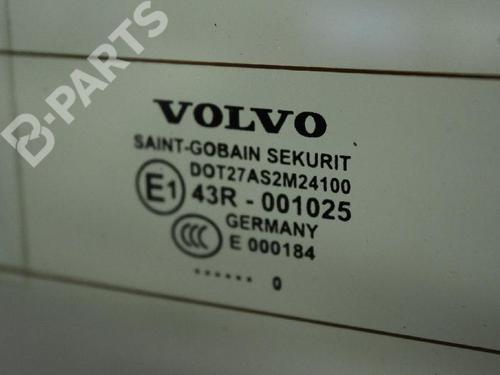 B-PARTS
VOLVO
SAINT-GOBAIN SEKURIT
DOT27AS2M24100
E1 43R - 001025
GERMANY
CCC E 000184
...... 0